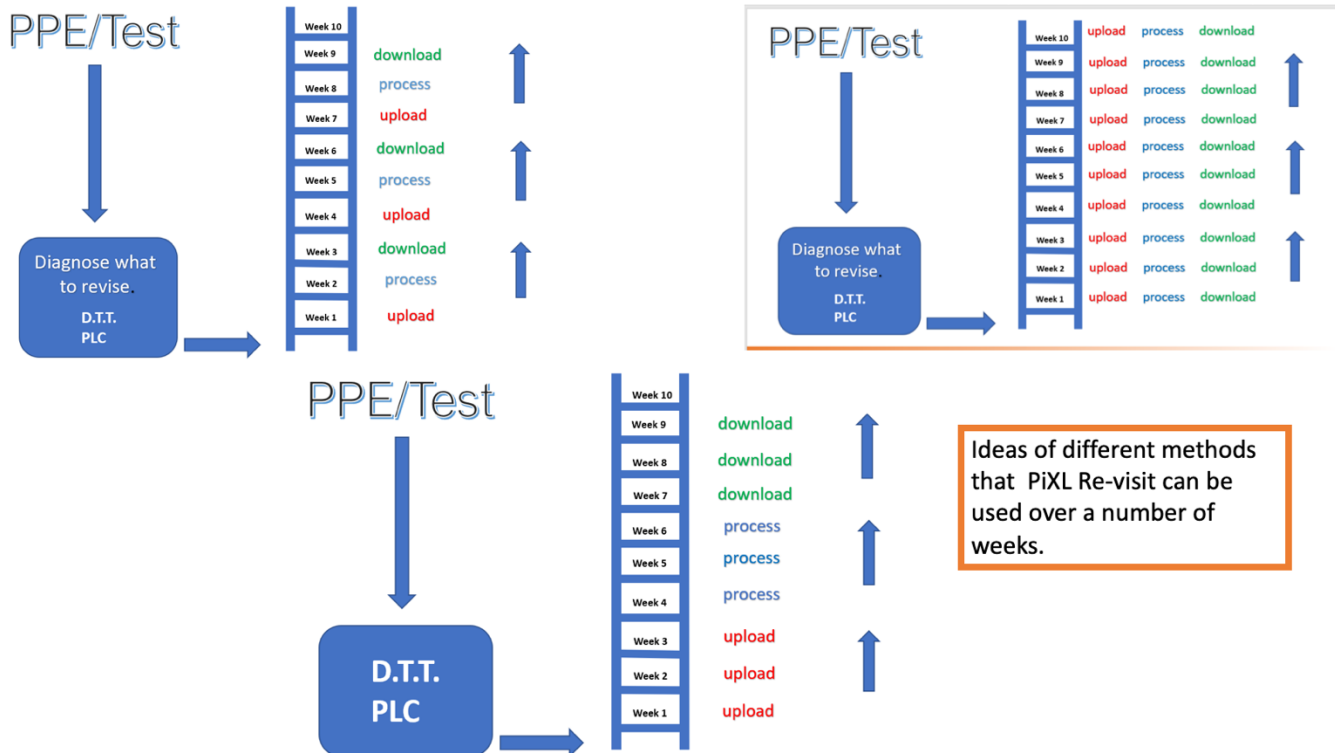 PPE/Test
Week 10
Week 9 download
Week 8 process
Week 7 upload
Week 6 download
Week 5 process
Week 4 upload
Week 3 download
Week 2 process
Week 1 upload
Diagnose what
to revise.
D.T.T.
PLC
PPE/Test
Week 10 upload process download
Week 9 upload process download
Week 8 upload process download
Week 7 upload process download
Week 6 upload process download
Week 5 upload process download
Week 4 upload process download
Week 3 upload process download
Week 2 upload process download
Week 1 upload process download
Diagnose what
to revise.
D.T.T.
PLC
PPE/Test
Week 10
Week 9 download
Week 8 download
Week 7 download
Week 6 process
Week 5 process
Week 4 process
Week 3 upload
Week 2 upload
Week 1 upload
D.T.T.
PLC
Ideas of different methods
that PiXL Re-visit can be
used over a number of
weeks.